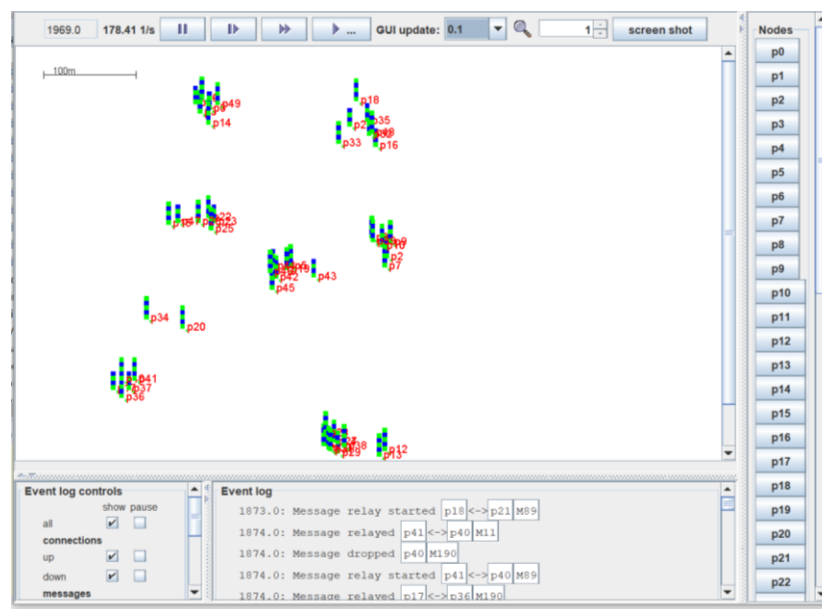 1969.0 178.41 1/s ... GUI update: 0.1 1 screen shot
100m
p49
p14
p18
p35
p33
p16
p23
p25
p2
p7
p43
p42
p45
p34
p20
p41
p37
p36
p38
p29
p12
p13
Nodes
p0
p1
p2
p3
p4
p5
p6
p7
p8
p9
p10
p11
p12
p13
p14
p15
p16
p17
p18
p19
p20
p21
p22
Event log controls
show pause
all
connections
up
down
messages
Event log
1873.0: Message relay started p18<->p21 M89
1874.0: Message relayed p41<->p40 M11
1874.0: Message dropped p40 M190
1874.0: Message relay started p41<->p40 M89
1874.0: Message relayed p17<->p36 M190